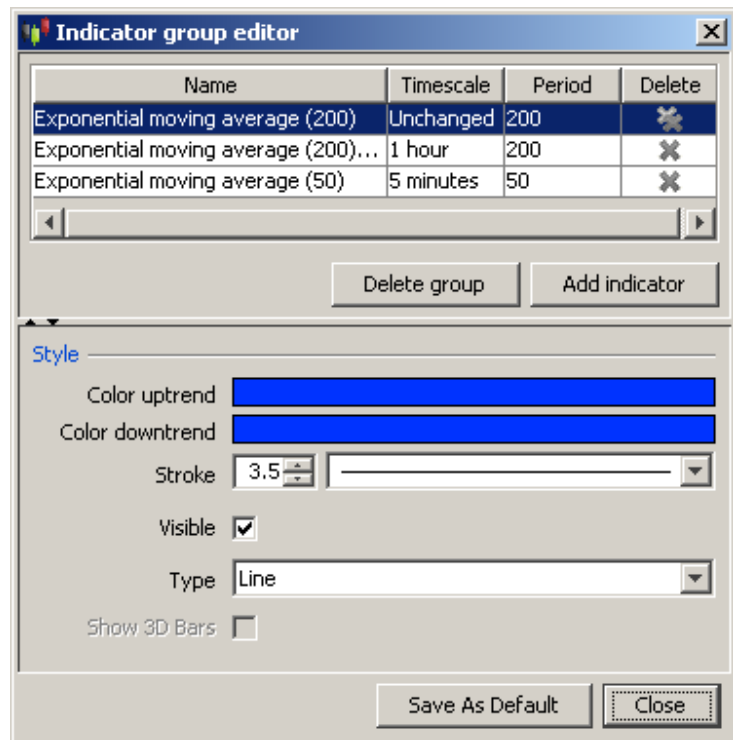 Indicator group editor
Name Timescale Period Delete
Exponential moving average (200) Unchanged 200
Exponential moving average (200)... 1 hour 200
Exponential moving average (50) 5 minutes 50
Delete group Add indicator
Style
Color uptrend
Color downtrend
Stroke 3.5
Visible
Type Line
Show 3D Bars
Save As Default Close